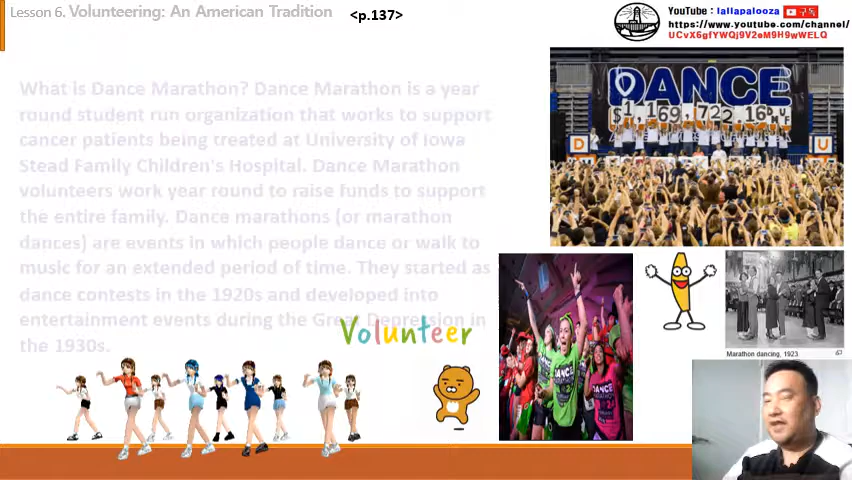 Lesson 6. Volunteering: An American Tradition
<p.137>
YouTube : lallapalooza 구독
https://www.youtube.com/channel/
UCvX6gfYWQj9V2eM9H9wWELQ
What is Dance Marathon? Dance Marathon is a year
round student run organization that works to support
cancer patients being treated at University of Iowa
Stead Family Children's Hospital. Dance Marathon
volunteers work year round to raise funds to support
the entire family. Dance marathons (or marathon
dances) are events in which people dance or walk to
music for an extended period of time. They started as
dance contests in the 1920s and developed into
entertainment events during the Great Depression in
the 1930s.
Volunteer
DANCE
$1,169,722.16
D
U
DANCE
MARATHON
Marathon dancing, 1923.